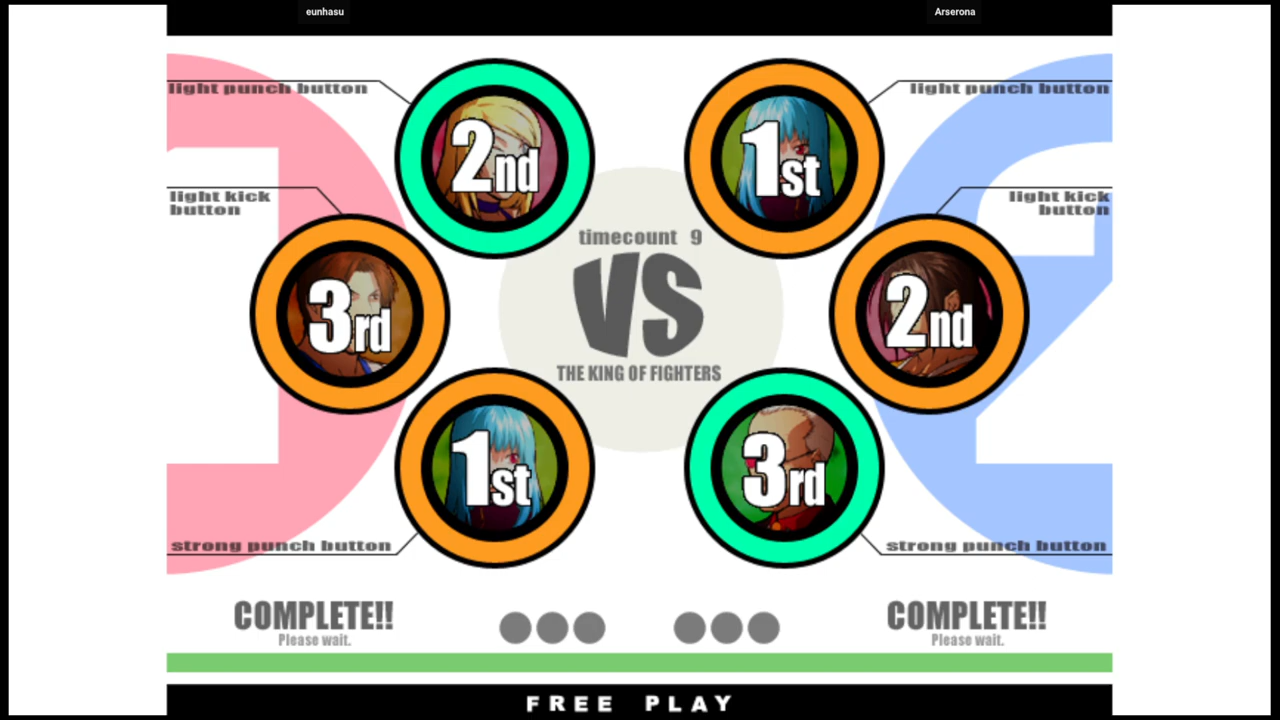 eunhasu
Arserona
light punch button
light punch button
2nd
1st
light kick
button
light kick
button
timecount 9
VS
THE KING OF FIGHTERS
3rd
2nd
1st
3rd
strong punch button
strong punch button
COMPLETE!!
Please wait.
COMPLETE!!
Please wait.
FREE PLAY